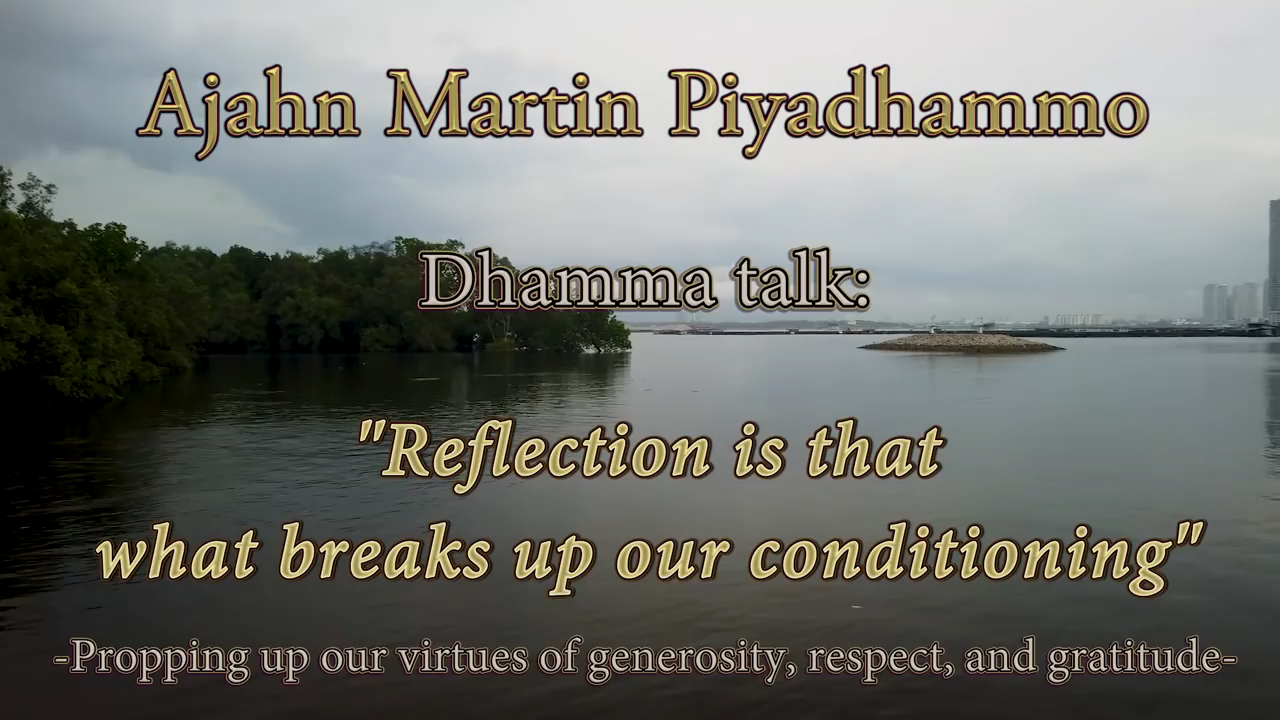 Ajahn Martin Piyadhammo
Dhamma talk:
"Reflection is that
what breaks up our conditioning"
-Propping up our virtues of generosity, respect, and gratitude-